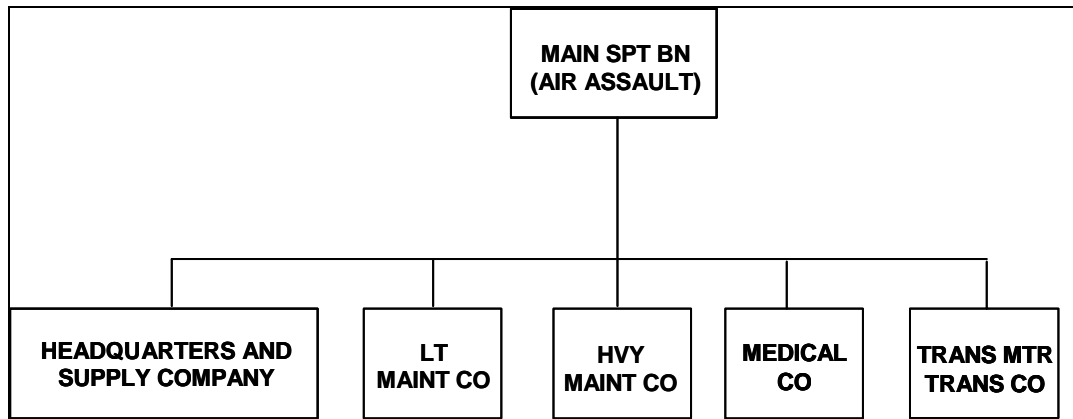 MAIN SPT BN
(AIR ASSAULT)
HEADQUARTERS AND
SUPPLY COMPANY
LT
MAINT CO
HVY
MAINT CO
MEDICAL
CO
TRANS MTR
TRANS CO